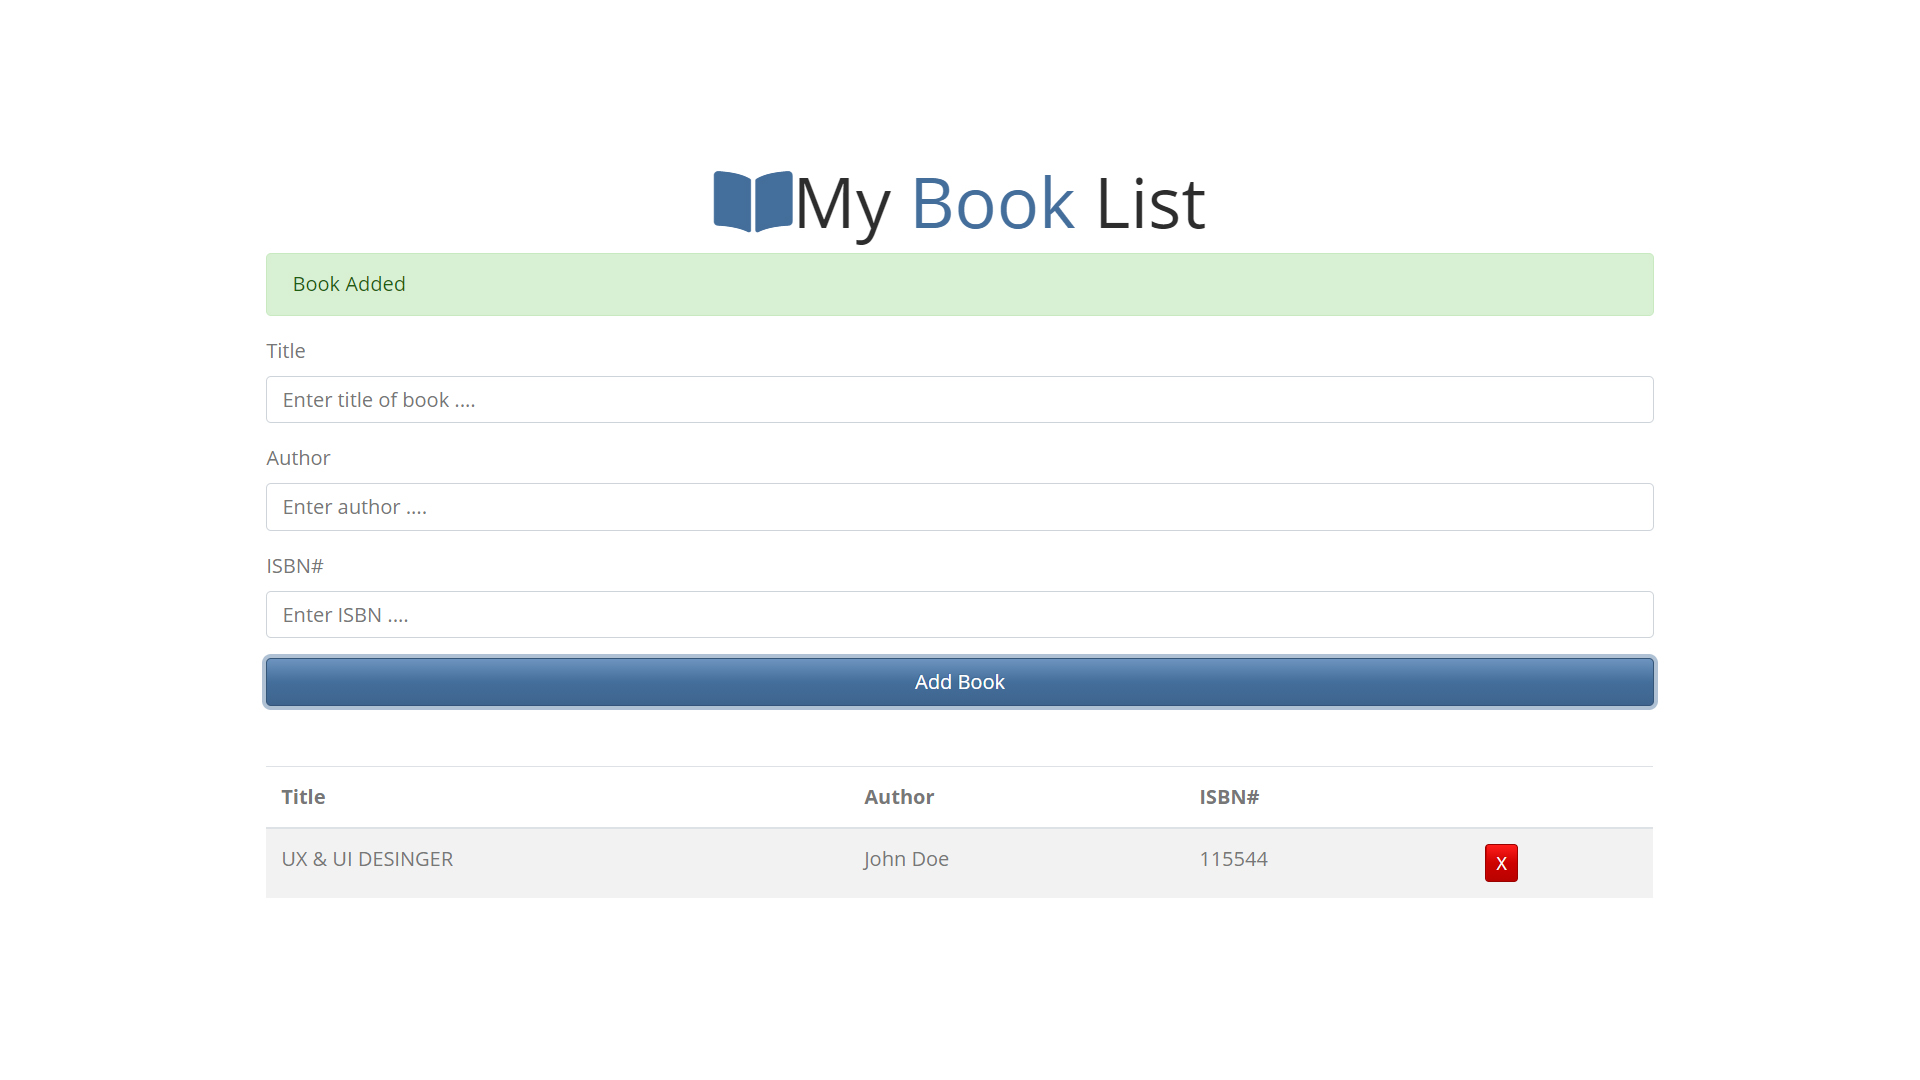 My Book List
Book Added
Title
Enter title of book ....
Author
Enter author ....
ISBN#
Enter ISBN ....
Add Book
Title Author ISBN#
UX & UI DESINGER John Doe 115544 X